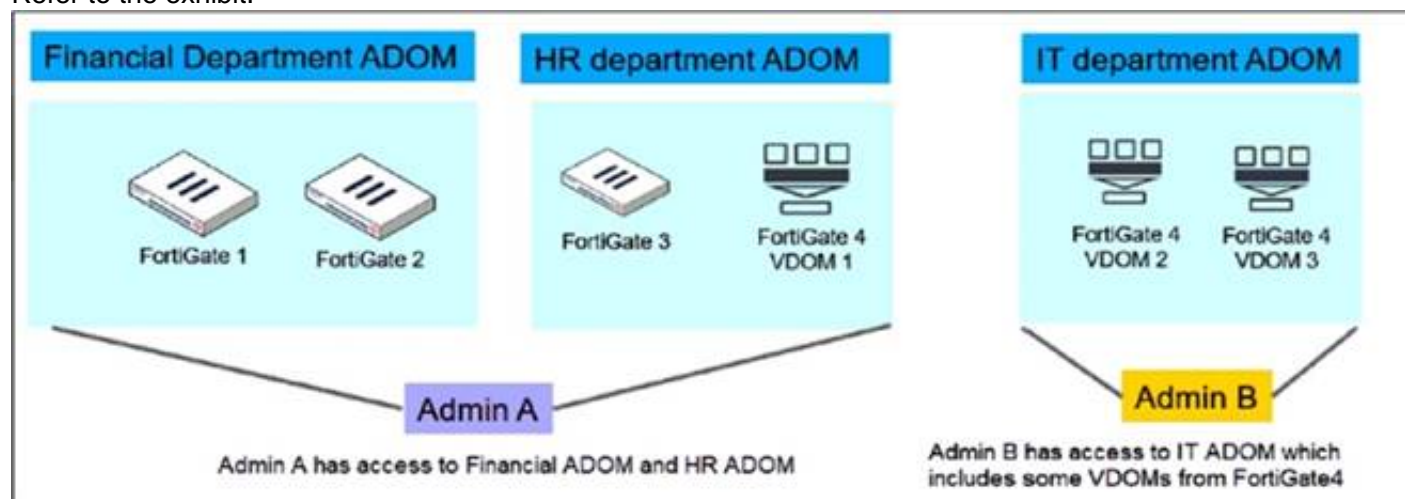 Refer to the exhibit.
Financial Department ADOM
HR department ADOM
IT department ADOM
FortiGate 1
FortiGate 2
FortiGate 3
FortiGate 4
VDOM 1
FortiGate 4
VDOM 2
FortiGate 4
VDOM 3
Admin A
Admin B
Admin A has access to Financial ADOM and HR ADOM
Admin B has access to IT ADOM which
includes some VDOMs from FortiGate4